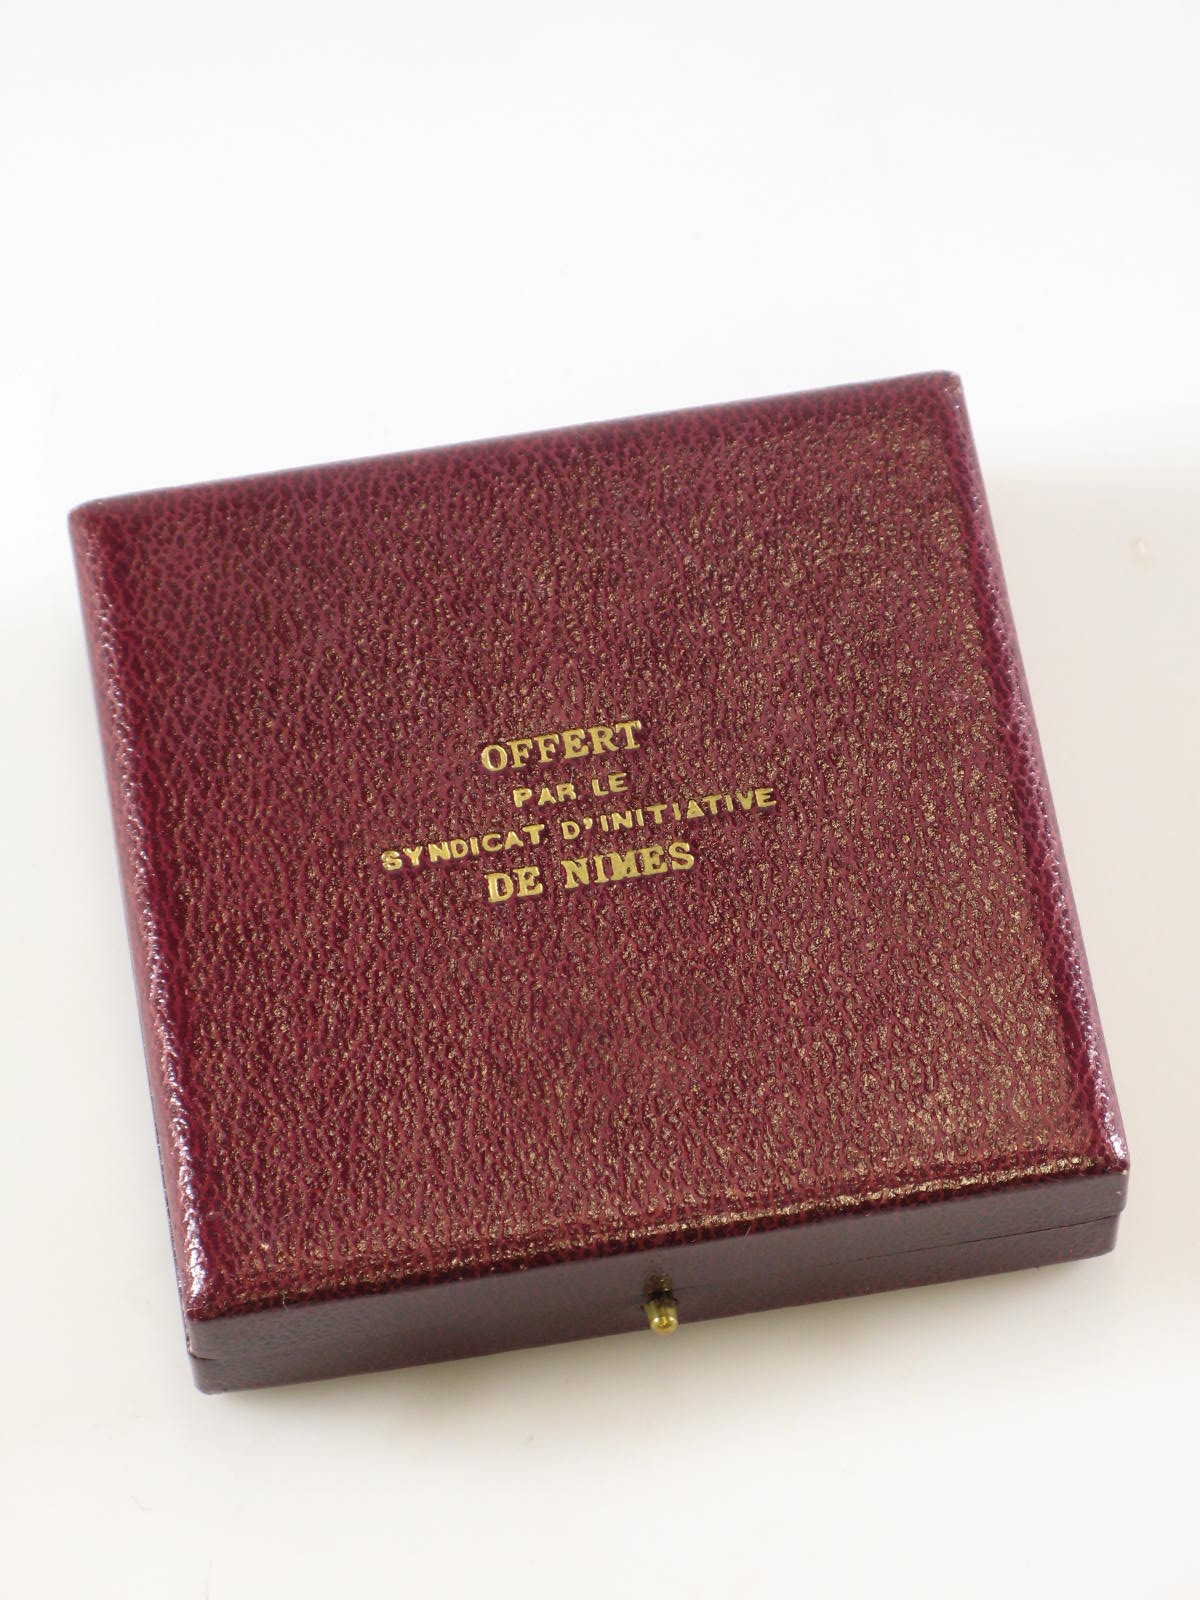 OFFERT
PAR LE
SYNDICAT D'INITIATIVE
DE NIMES